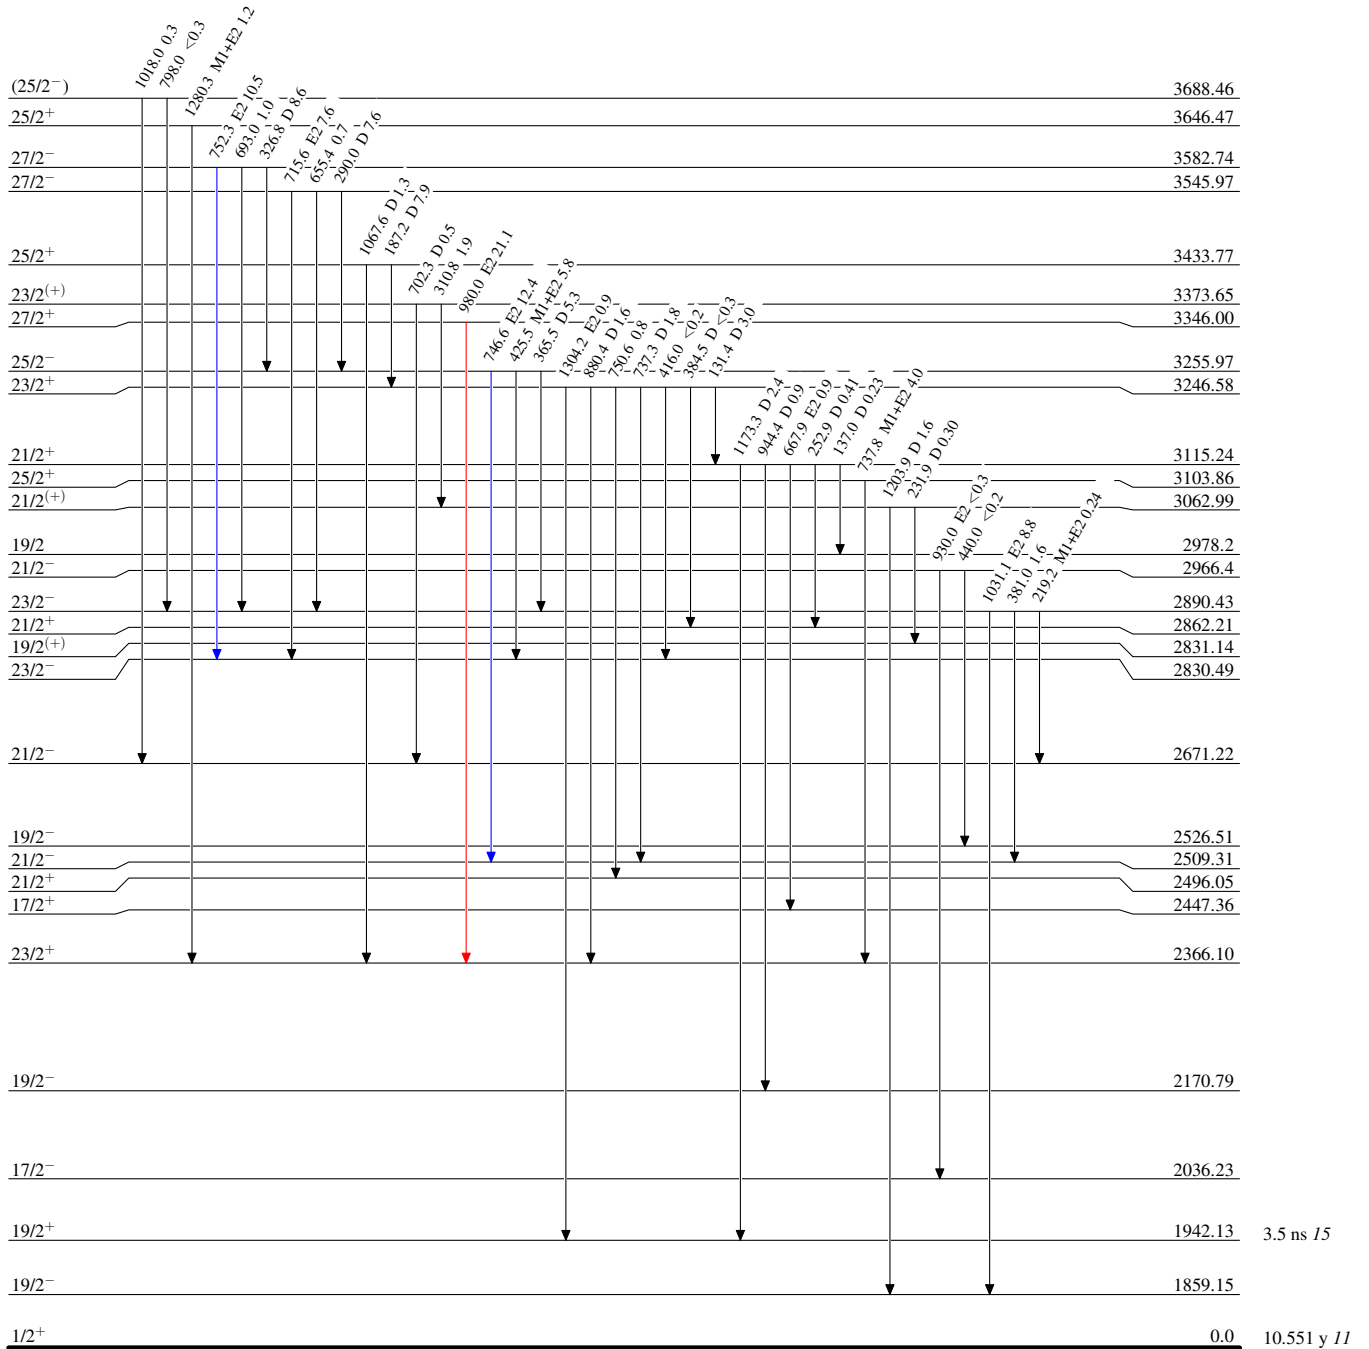 1018.0 0.3
798.0 <0.3
1280.3 M1+E2 1.2
752.3 E2 10.5
693.0 1.0
326.8 D 8.6
715.6 E2 7.6
655.4 0.7
290.0 D 7.6
1067.6 D 1.3
187.2 D 7.9
702.3 D 0.5
310.8 1.9
980.0 E2 21.1
746.6 E2 12.4
425.5 M1+E2 5.8
365.5 D 5.3
1304.2 E2 0.9
880.4 D 1.6
750.6 0.8
737.3 D 1.8
416.0 <0.2
384.5 D <0.3
131.4 D 3.0
1173.3 D 2.4
944.4 D 0.9
667.9 E2 0.9
252.9 D 0.41
137.0 D 0.23
737.8 M1+E2 4.0
1203.9 D 1.6
231.9 D 0.30
930.0 E2 <0.3
440.0 <0.2
1031.1 E2 8.8
381.0 1.6
219.2 M1+E2 0.24
(25/2⁻) 3688.46
25/2⁺ 3646.47
27/2⁻ 3582.74
27/2⁻ 3545.97
25/2⁺ 3433.77
23/2⁽⁺⁾ 3373.65
27/2⁺ 3346.00
25/2⁻ 3255.97
23/2⁺ 3246.58
21/2⁺ 3115.24
25/2⁺ 3103.86
21/2⁽⁺⁾ 3062.99
19/2 2978.2
21/2⁻ 2966.4
23/2⁻ 2890.43
21/2⁺ 2862.21
19/2⁽⁺⁾ 2831.14
23/2⁻ 2830.49
21/2⁻ 2671.22
19/2⁻ 2526.51
21/2⁻ 2509.31
21/2⁺ 2496.05
17/2⁺ 2447.36
23/2⁺ 2366.10
19/2⁻ 2170.79
17/2⁻ 2036.23
19/2⁺ 1942.13 3.5 ns 15
19/2⁻ 1859.15
1/2⁺ 0.0 10.551 y 11